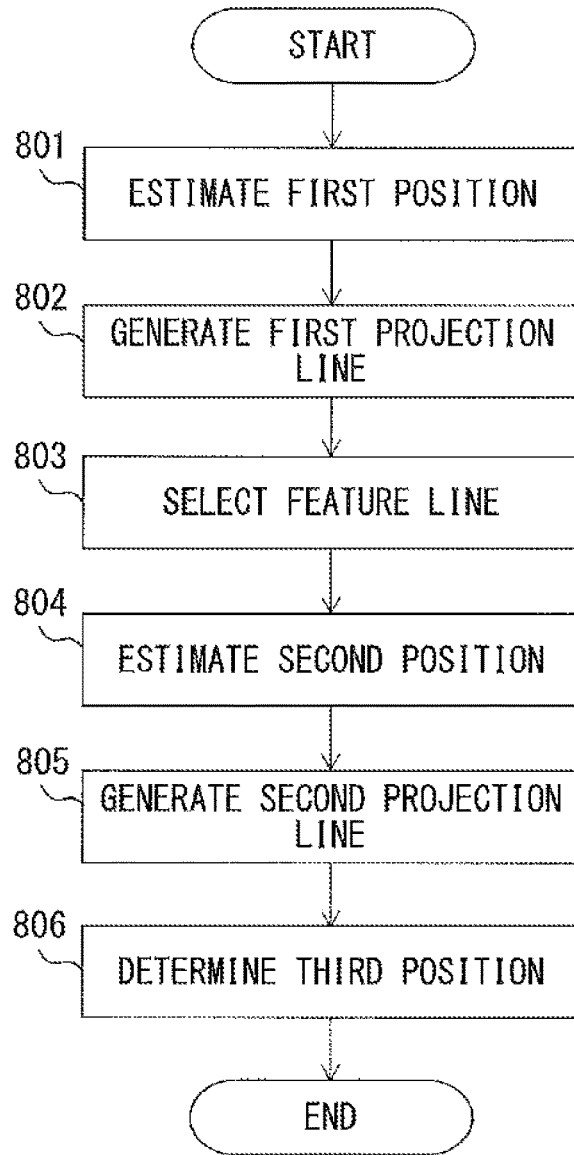 START
801
ESTIMATE FIRST POSITION
802
GENERATE FIRST PROJECTION
LINE
803
SELECT FEATURE LINE
804
ESTIMATE SECOND POSITION
805
GENERATE SECOND PROJECTION
LINE
806
DETERMINE THIRD POSITION
END